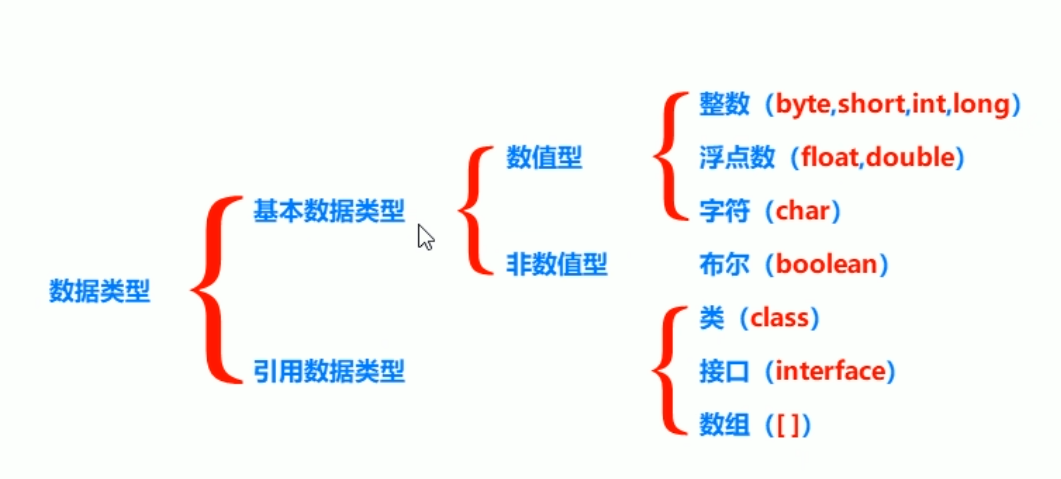 整数（byte,short,int,long）
数值型
浮点数（float,double）
基本数据类型
字符（char）
非数值型
布尔（boolean）
数据类型
类（class）
引用数据类型
接口（interface）
数组（[ ]）